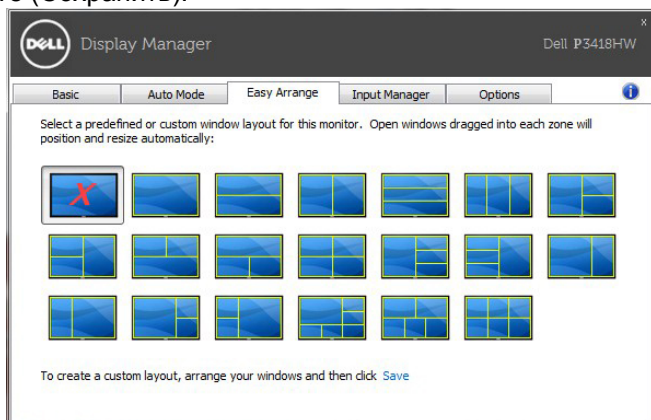 (Сохранить).
DELL Display Manager
Dell P3418HW
x
Basic Auto Mode Easy Arrange Input Manager Options i
Select a predefined or custom window layout for this monitor. Open windows dragged into each zone will
position and resize automatically:
X
To create a custom layout, arrange your windows and then click Save